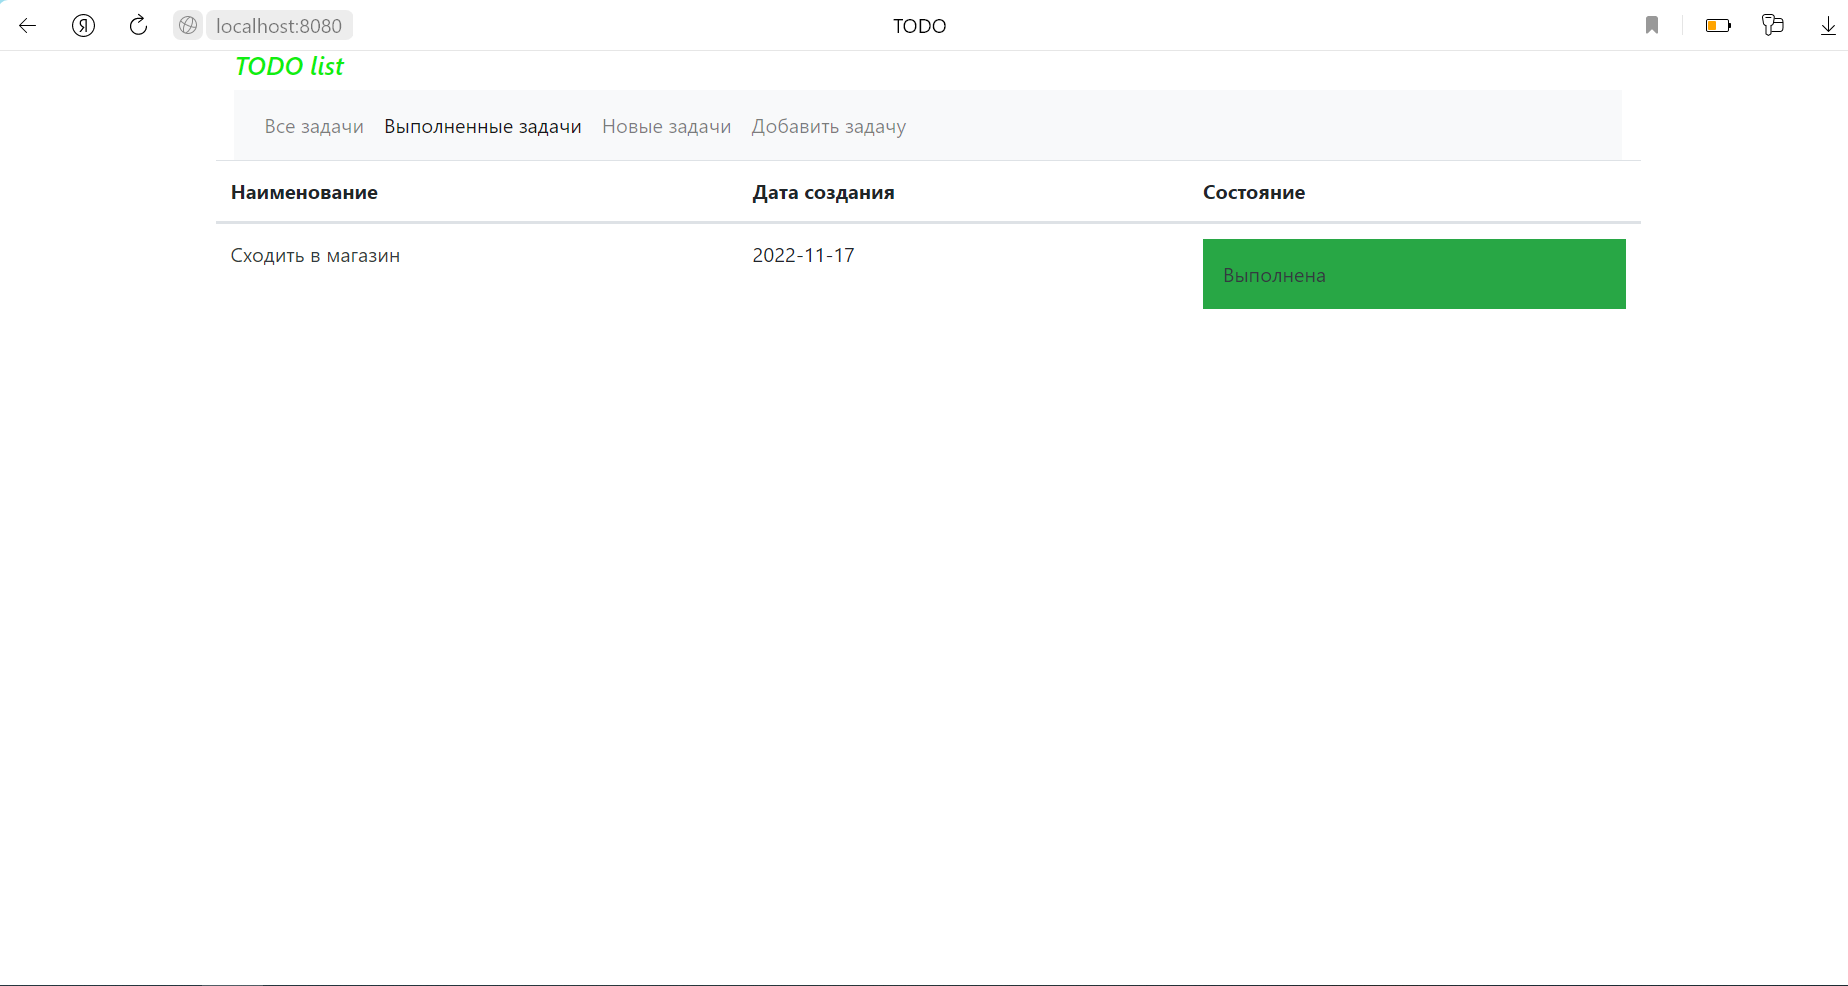 Я localhost:8080 TODO
TODO list
Все задачи Выполненные задачи Новые задачи Добавить задачу
Наименование Дата создания Состояние
Сходить в магазин 2022-11-17 Выполнена